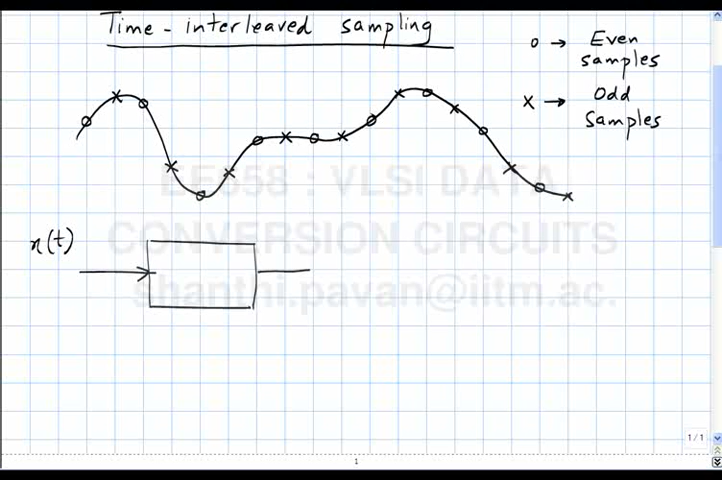 Time-interleaved sampling
o → Even
samples
x → Odd
samples
EE658 : VLSI DATA
CONVERSION CIRCUITS
shanthi.pavan@iitm.ac.
x(t)
1/1
1